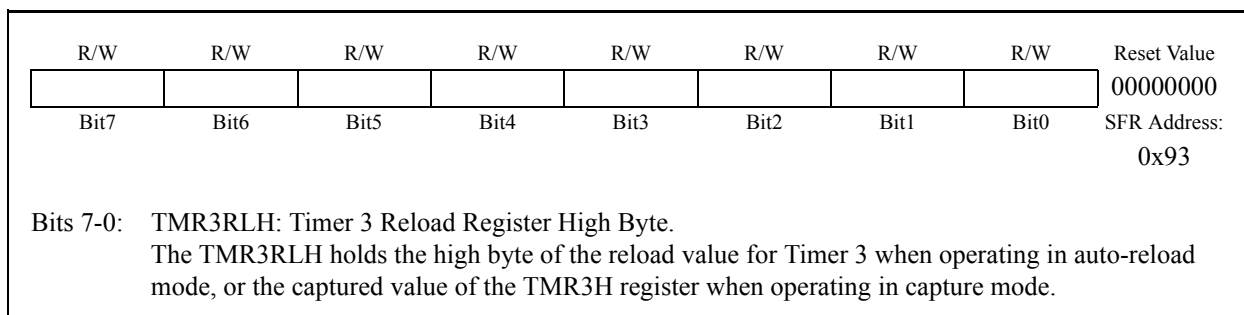 R/W R/W R/W R/W R/W R/W R/W R/W Reset Value
00000000
Bit7 Bit6 Bit5 Bit4 Bit3 Bit2 Bit1 Bit0 SFR Address:
0x93
Bits 7-0: TMR3RLH: Timer 3 Reload Register High Byte.
The TMR3RLH holds the high byte of the reload value for Timer 3 when operating in auto-reload
mode, or the captured value of the TMR3H register when operating in capture mode.